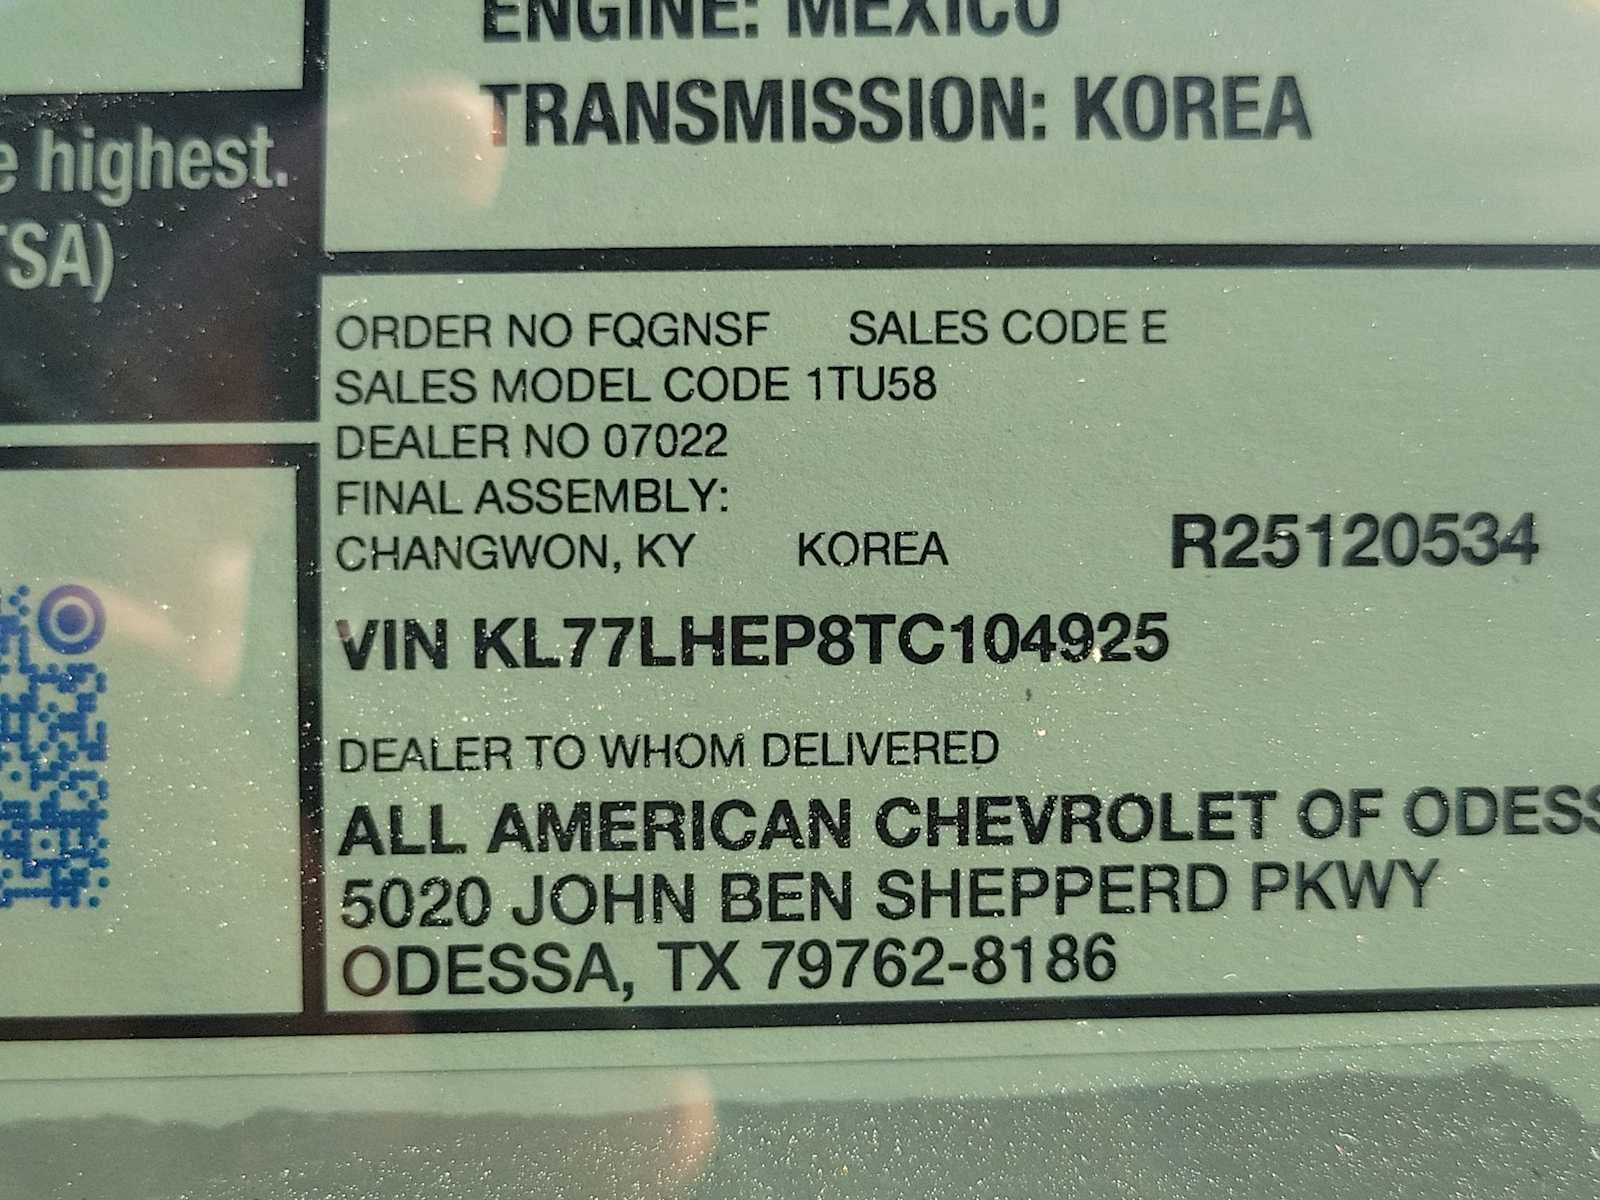 ENGINE: MEXICO
TRANSMISSION: KOREA
highest.
ORDER NO FQGNSF SALES CODE E
SALES MODEL CODE 1TU58
DEALER NO 07022
FINAL ASSEMBLY:
CHANGWON, KY KOREA R25120534
VIN KL77LHEP8TC104925
DEALER TO WHOM DELIVERED
ALL AMERICAN CHEVROLET OF
5020 JOHN BEN SHEPPERD PKWY
ODESSA, TX 79762-8186